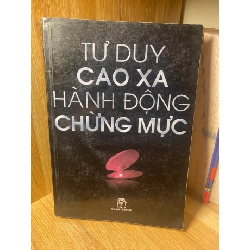 TƯ DUY
CAO XA
HÀNH ĐỘNG
CHỪNG MỰC